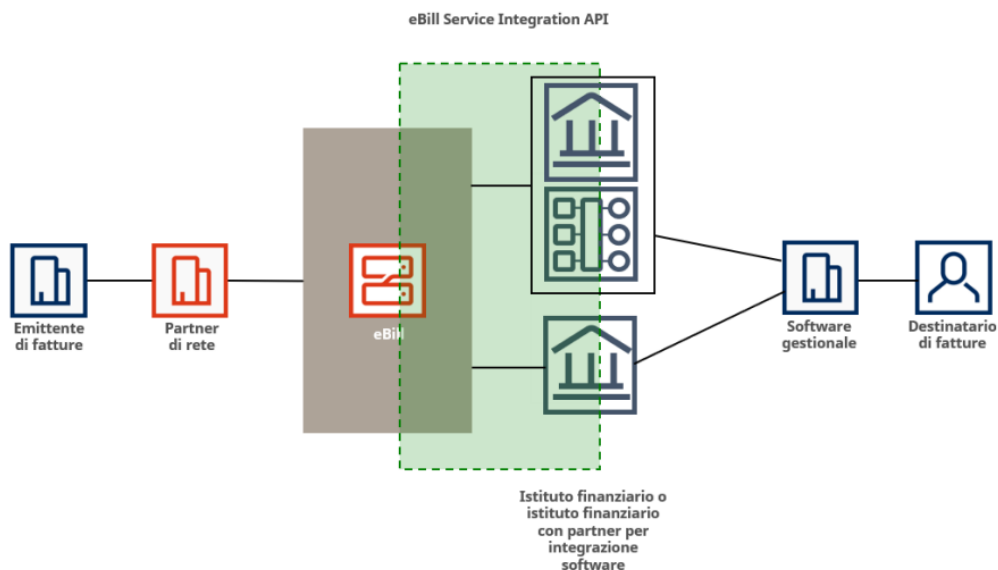 eBill Service Integration API
Emittente
di fatture
Partner
di rete
eBill
Software
gestionale
Destinatario
di fatture
Istituto finanziario o
istituto finanziario
con partner per
integrazione
software